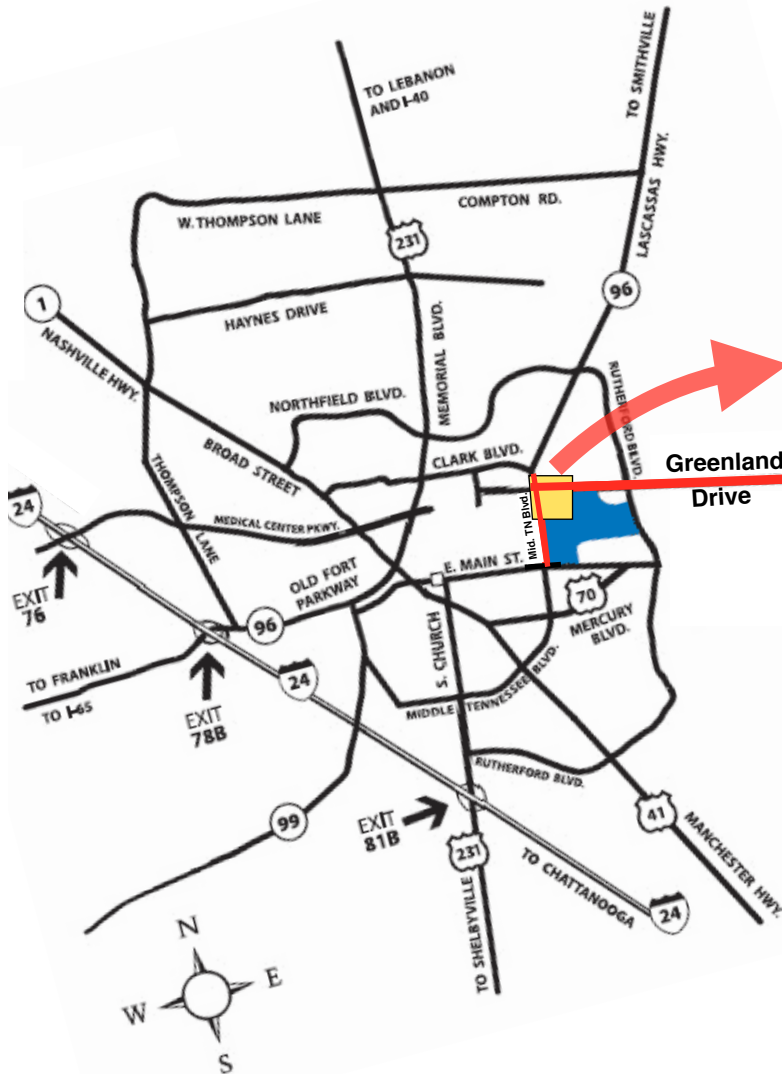 TO LEBANON
AND I-40
TO SMITHVILLE
LASCASSAS HWY.
COMPTON RD.
W. THOMPSON LANE
231
96
1
HAYNES DRIVE
MEMORIAL BLVD.
NASHVILLE HWY.
NORTHFIELD BLVD.
RUTHERFORD BLVD.
BROAD STREET
CLARK BLVD.
Greenland
Drive
THOMPSON LANE
24
MEDICAL CENTER PKWY.
Mid. TN Blvd.
E. MAIN ST.
OLD FORT
PARKWAY
EXIT
76
96
70
MERCURY
BLVD.
S. CHURCH
TO FRANKLIN
TO I-65
24
MIDDLE TENNESSEE BLVD.
EXIT
78B
RUTHERFORD BLVD.
99
EXIT
81B
41
231
MANCHESTER HWY.
TO CHATTANOOGA
24
TO SHELBYVILLE
N
E
W
S